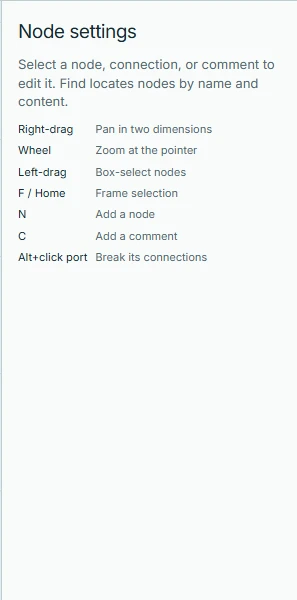 Node settings
Select a node, connection, or comment to
edit it. Find locates nodes by name and
content.
Right-drag Pan in two dimensions
Wheel Zoom at the pointer
Left-drag Box-select nodes
F / Home Frame selection
N Add a node
C Add a comment
Alt+click port Break its connections